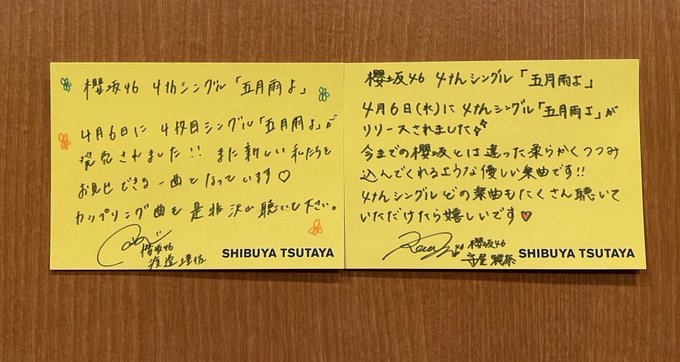 櫻坂46 4thシングル「五月雨よ」
4月6日に 4枚目シングル「五月雨よ」が
発売されました!! また新しい私たちを
お見せできる一曲となっています♡
カップリング曲も是非沢山聴いて下さい。
櫻坂46
渡邉理佐
SHIBUYA TSUTAYA
櫻坂46 4thシングル「五月雨よ」
4月6日(水)に 4thシングル「五月雨よ」が
リリースされました
今までの櫻坂とは違った柔らかくつつみ
込んでくれるような優しい楽曲です!!
4thシングル どの楽曲もたくさん聴いて
いただけたら嬉しいです♥
櫻坂46
守屋麗奈
SHIBUYA TSUTAYA